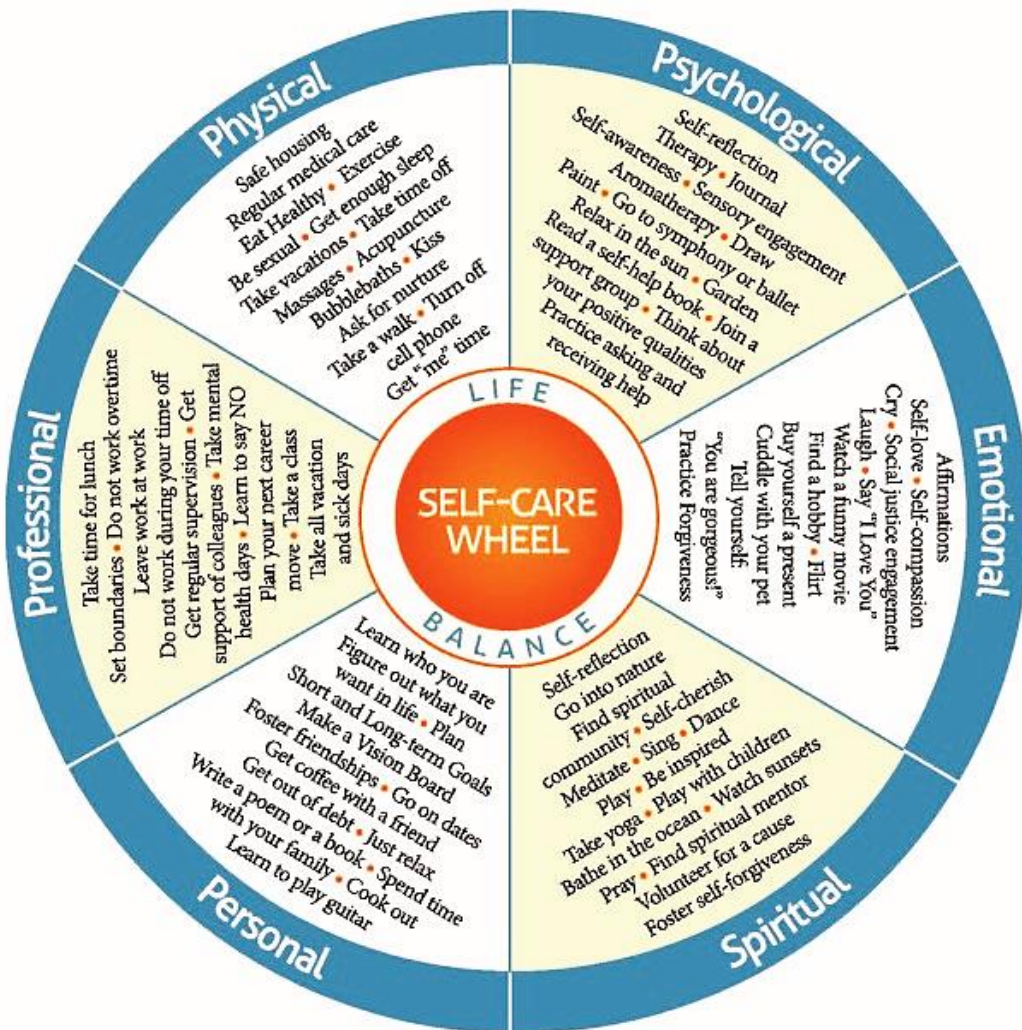 Physical
Safe housing
Regular medical care
Eat Healthy • Exercise
Be sexual • Get enough sleep
Take vacations • Take time off
Massages • Acupuncture
Bubblebaths • Kiss
Ask for nurture
Take a walk • Turn off
cell phone
Get "me" time
Psychological
Self-reflection
Therapy • Journal
Self-awareness • Sensory engagement
Aromatherapy • Draw
Paint • Go to symphony or ballet
Relax in the sun • Garden
Read a self-help book • Join a
support group • Think about
your positive qualities
Practice asking and
receiving help
Emotional
Affirmations
Self-love • Self-compassion
Cry • Social justice engagement
Laugh • Say "I Love You"
Watch a funny movie
Find a hobby • Flirt
Buy yourself a present
Cuddle with your pet
Tell yourself:
"You are gorgeous!"
Practice Forgiveness
Spiritual
Self-reflection
Go into nature
Find spiritual
community • Self-cherish
Meditate • Sing • Dance
Play • Be inspired
Take yoga • Play with children
Bathe in the ocean • Watch sunsets
Pray • Find spiritual mentor
Volunteer for a cause
Foster self-forgiveness
Personal
Learn who you are
Figure out what you
want in life • Plan
Short and Long-term Goals
Make a Vision Board
Foster friendships • Go on dates
Get coffee with a friend
Get out of debt • Just relax
Write a poem or a book • Spend time
with your family • Cook out
Learn to play guitar
Professional
Take time for lunch
Set boundaries • Do not work overtime
Leave work at work
Do not work during your time off
Get regular supervision • Get
support of colleagues • Take mental
health days • Learn to say NO
Plan your next career
move • Take a class
Take all vacation
and sick days
LIFE
SELF-CARE
WHEEL
BALANCE